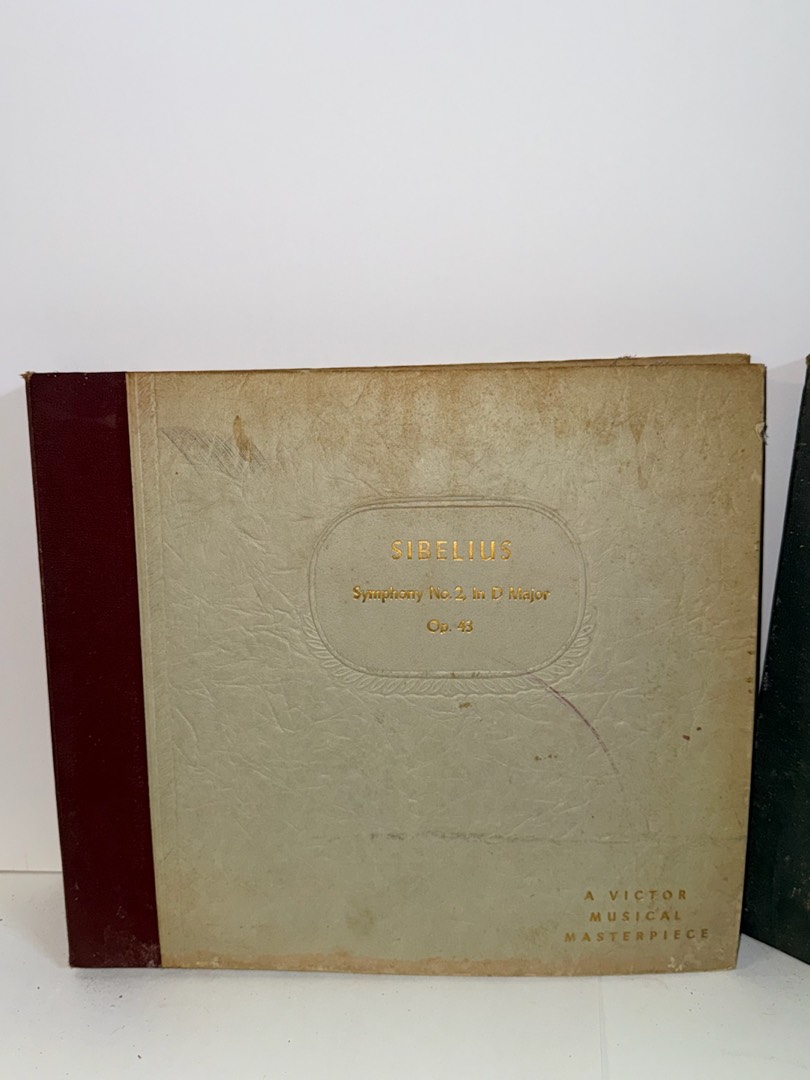 SIBELIUS
Symphony No. 2, in D Major
Op. 43
A VICTOR
MUSICAL
MASTERPIECE